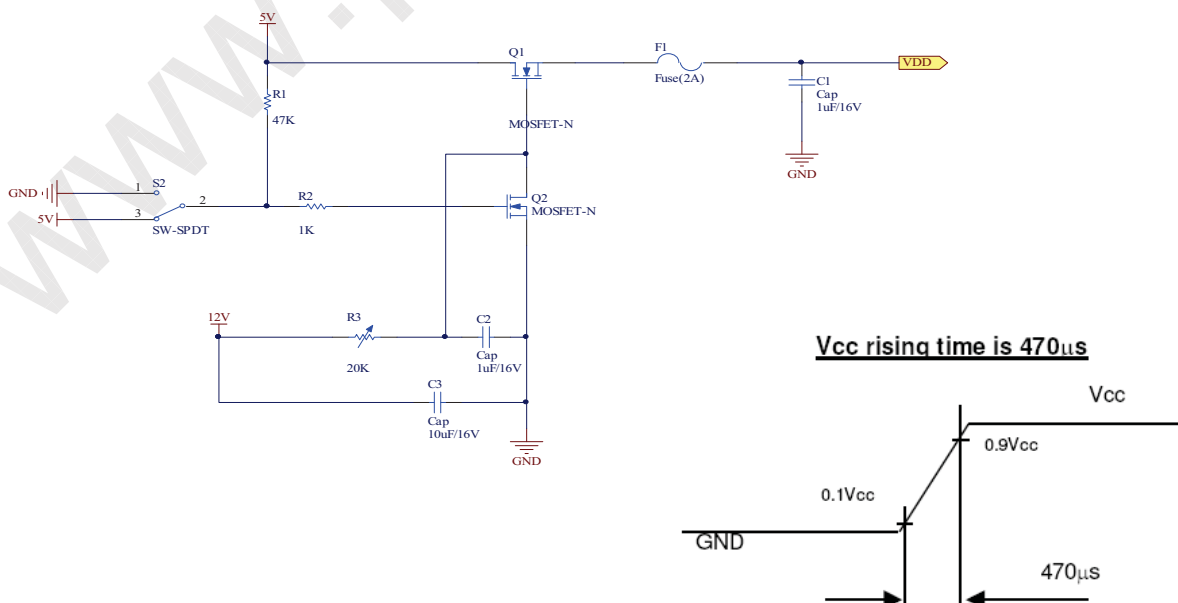 www.
5V
Q1
F1
Fuse(2A)
VDD
C1
Cap
1uF/16V
GND
R1
47K
MOSFET-N
GND
1
S2
2
3
5V
SW-SPDT
R2
1K
Q2
MOSFET-N
12V
R3
20K
C2
Cap
1uF/16V
C3
Cap
10uF/16V
GND
Vcc rising time is 470μs
Vcc
0.9Vcc
0.1Vcc
GND
470μs